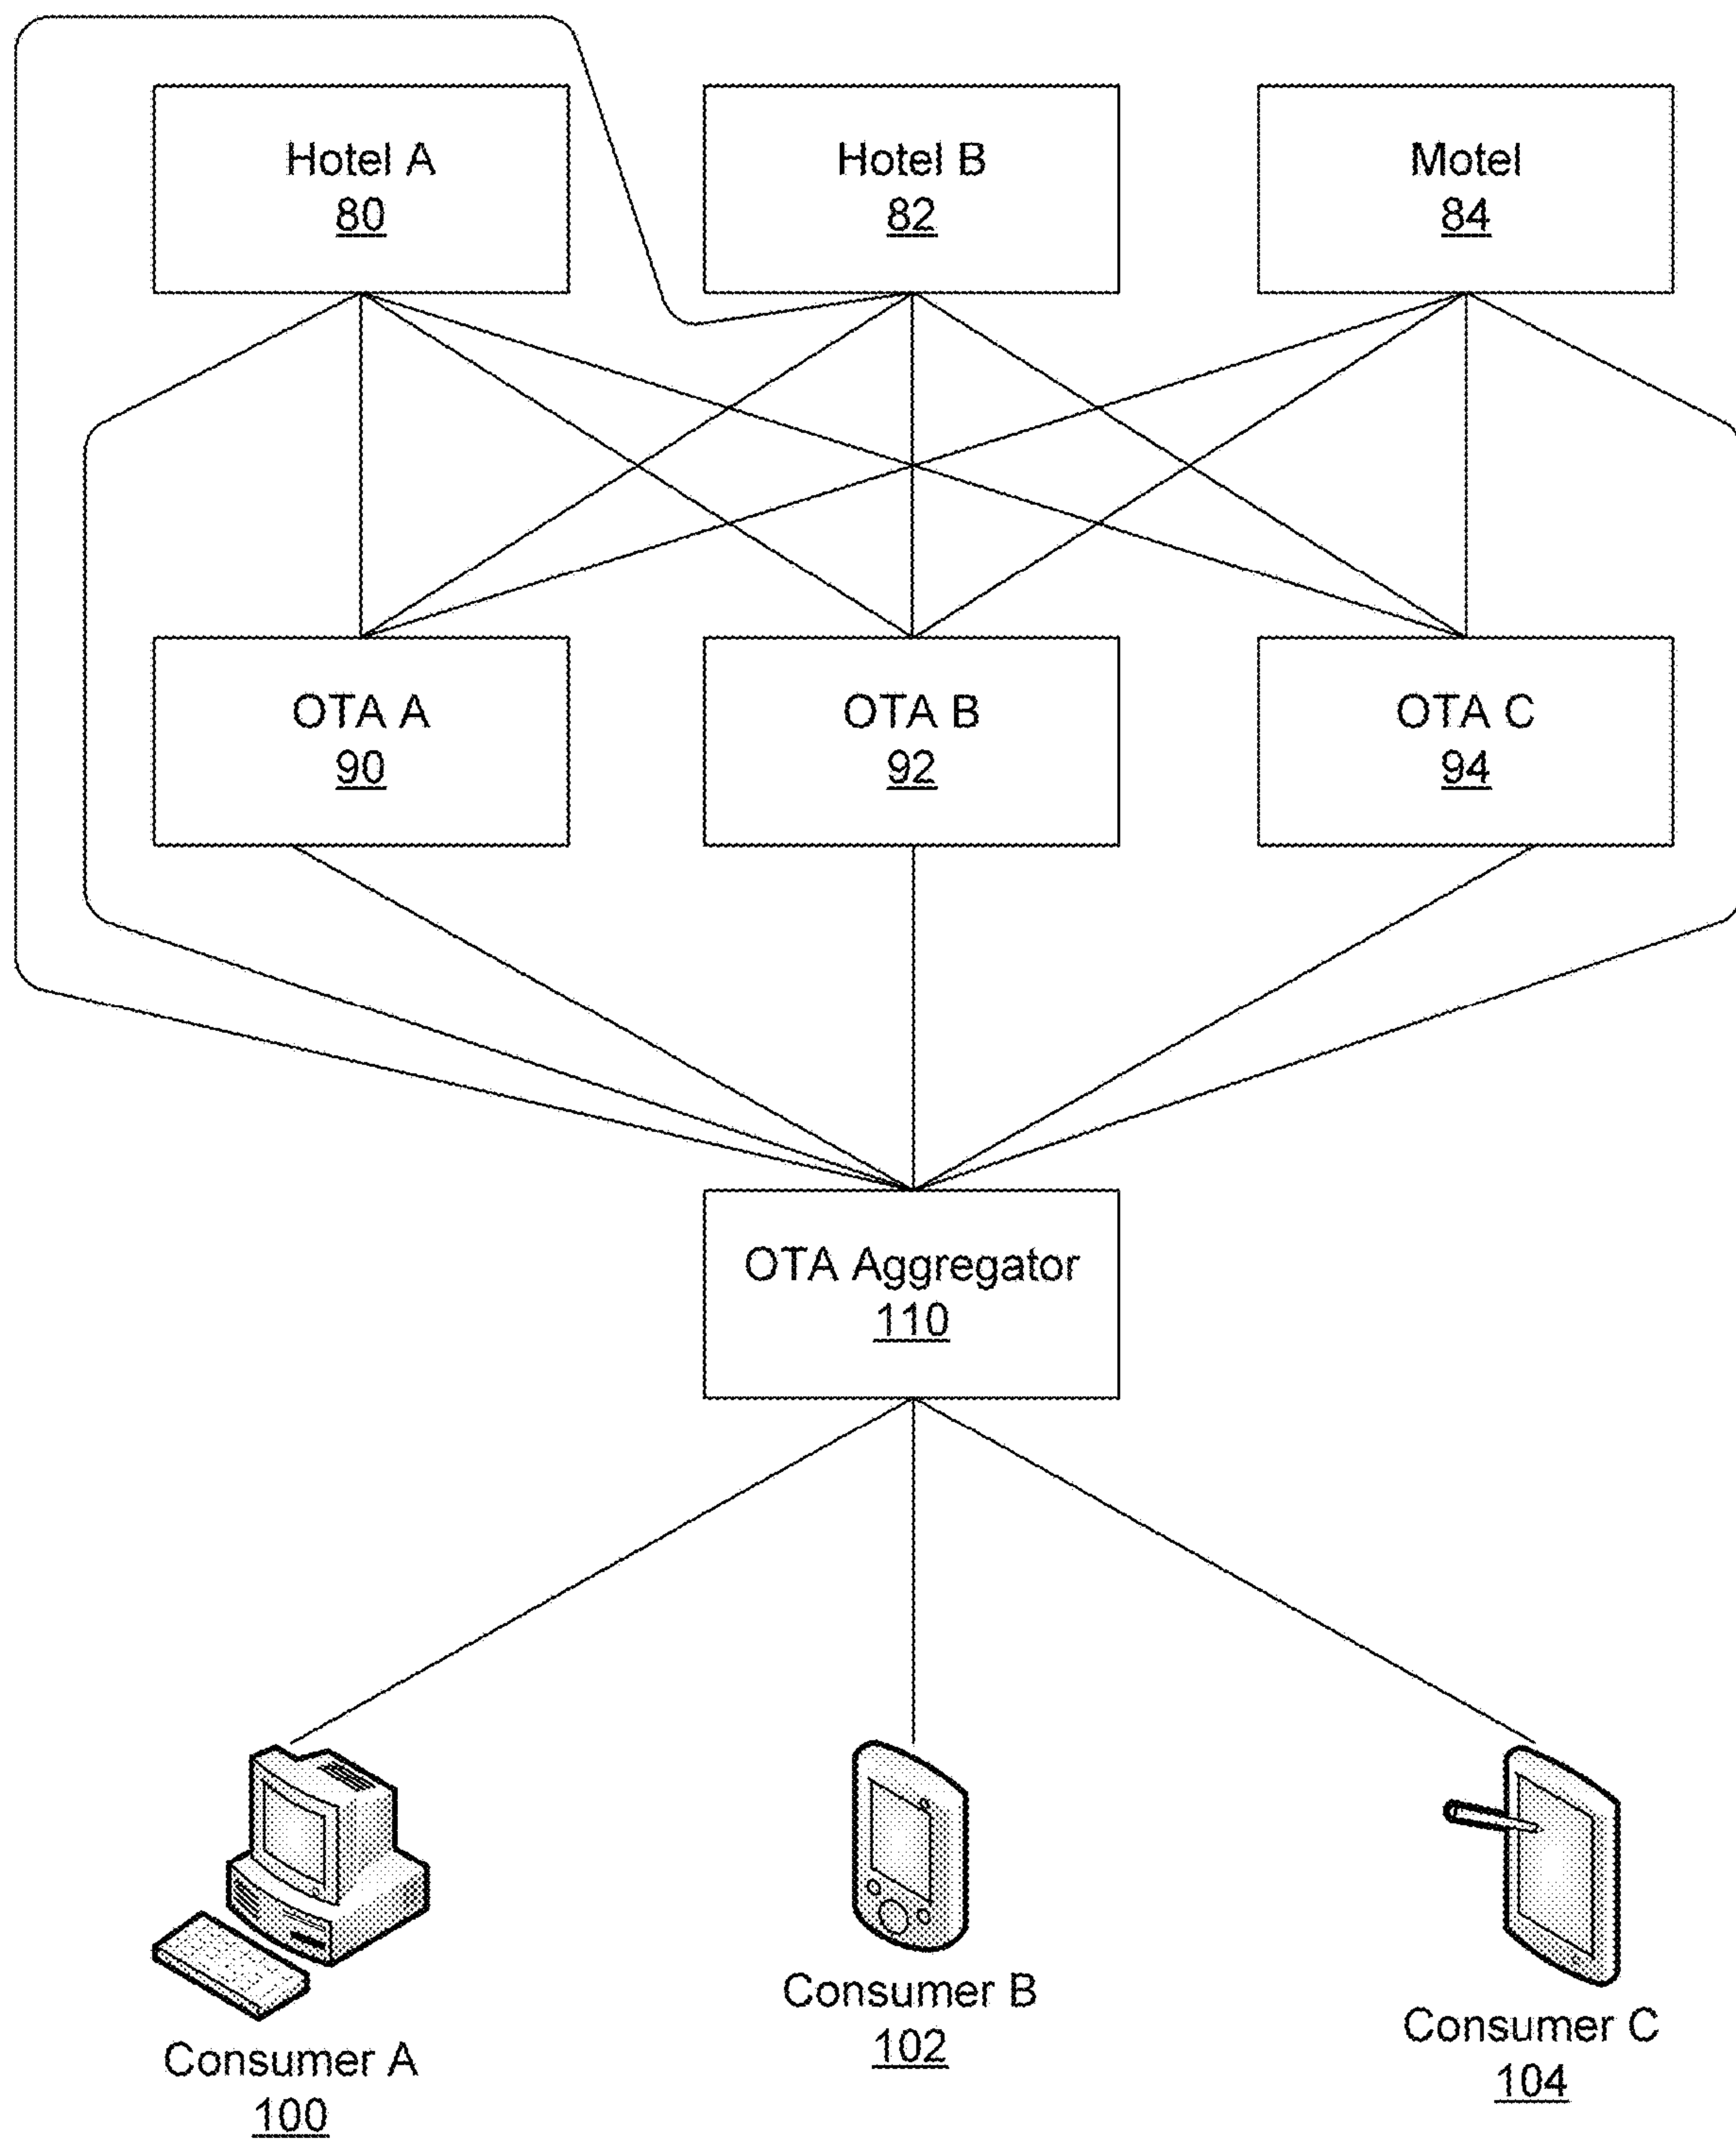 Hotel A
80
Hotel B
82
Motel
84
OTA A
90
OTA B
92
OTA C
94
OTA Aggregator
110
Consumer A
100
Consumer B
102
Consumer C
104